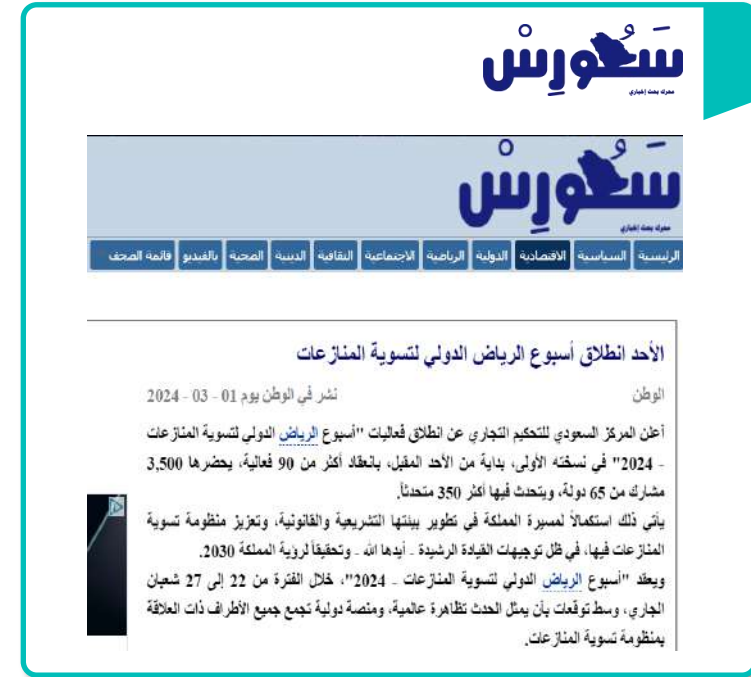 سَعُورِسْ
محرك بحث إخباري
سَعُورِسْ
محرك بحث إخباري
الرئيسية السياسية الاقتصادية الدولية الرياضية الاجتماعية الثقافية الدينية الصحية بالفيديو قائمة الصحف
الأحد انطلاق أسبوع الرياض الدولي لتسوية المنازعات
الوطن نشر في الوطن يوم 01 - 03 - 2024
أعلن المركز السعودي للتحكيم التجاري عن انطلاق فعاليات "أسبوع الرياض الدولي لتسوية المنازعات
- 2024" في نسخته الأولى، بداية من الأحد المقبل، بانعقاد أكثر من 90 فعالية، يحضرها 3,500
مشارك من 65 دولة، ويتحدث فيها أكثر 350 متحدثاً.
يأتي ذلك استكمالاً لمسيرة المملكة في تطوير بيئتها التشريعية والقانونية، وتعزيز منظومة تسوية
المنازعات فيها، في ظل توجيهات القيادة الرشيدة - أيدها الله - وتحقيقاً لرؤية المملكة 2030.
ويعقد "أسبوع الرياض الدولي لتسوية المنازعات - 2024"، خلال الفترة من 22 إلى 27 شعبان
الجاري، وسط توقعات بأن يمثل الحدث تظاهرة عالمية، ومنصة دولية تجمع جميع الأطراف ذات العلاقة
بمنظومة تسوية المنازعات.